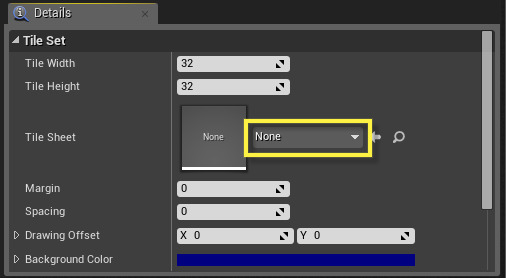 Details
Tile Set
Tile Width 32
Tile Height 32
Tile Sheet None None
Margin 0
Spacing 0
Drawing Offset X 0 Y 0
Background Color